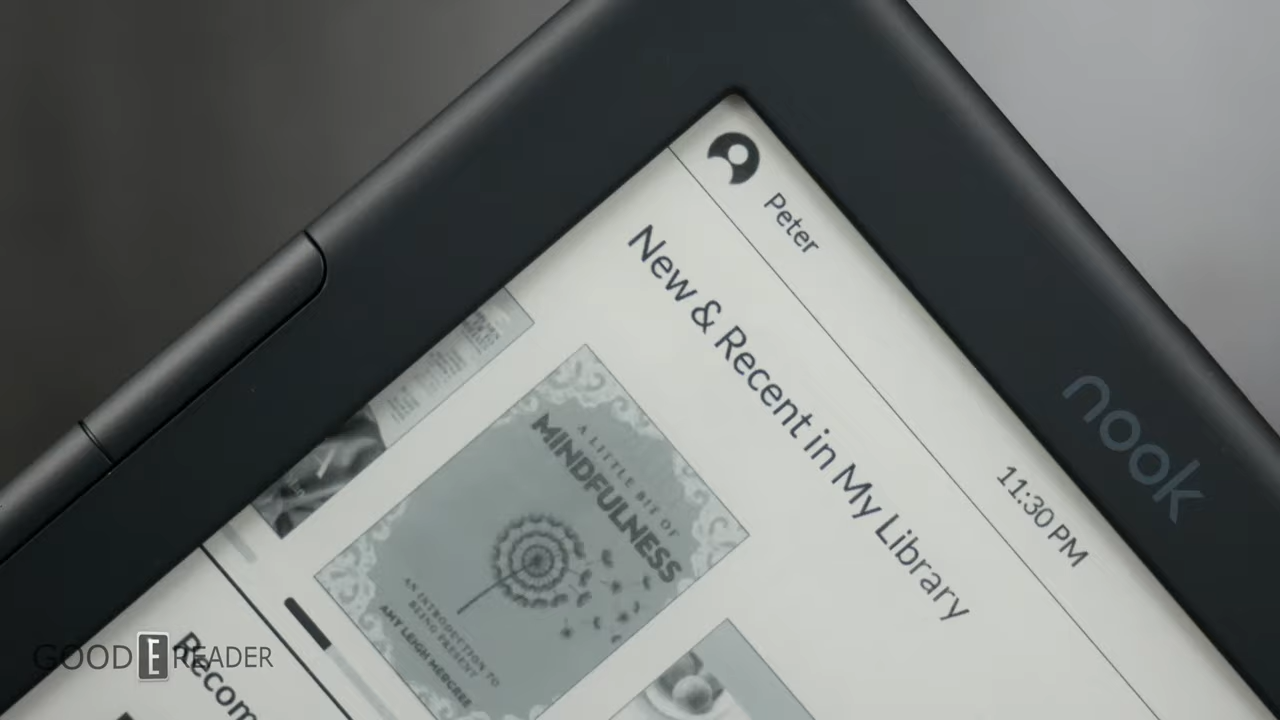 Peter
11:30 PM
nook
New & Recent in My Library
A LITTLE BIT OF
MINDFULNESS
AN INTRODUCTION TO
BEING PRESENT
AMY LEIGH MERCREE
Recom
GOOD E READER